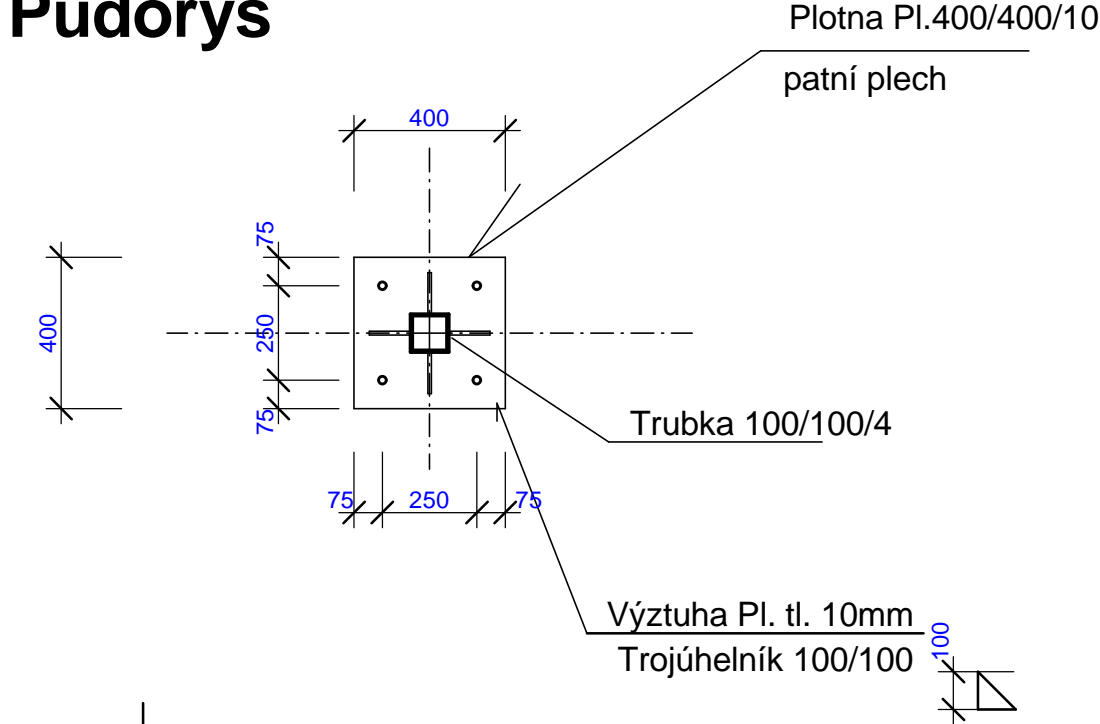 Půdorys
Plotna Pl.400/400/10
patní plech
400
75
400
250
75
Trubka 100/100/4
75
250
75
Výztuha Pl. tl. 10mm
Trojúhelník 100/100
100